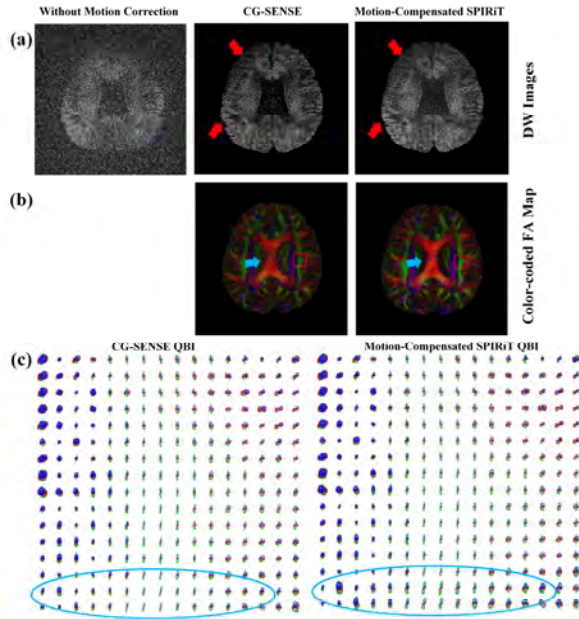 Without Motion Correction
CG-SENSE
Motion-Compensated SPIRiT
(a)
DW Images
(b)
Color-coded FA Map
CG-SENSE QBI
Motion-Compensated SPIRiT QBI
(c)